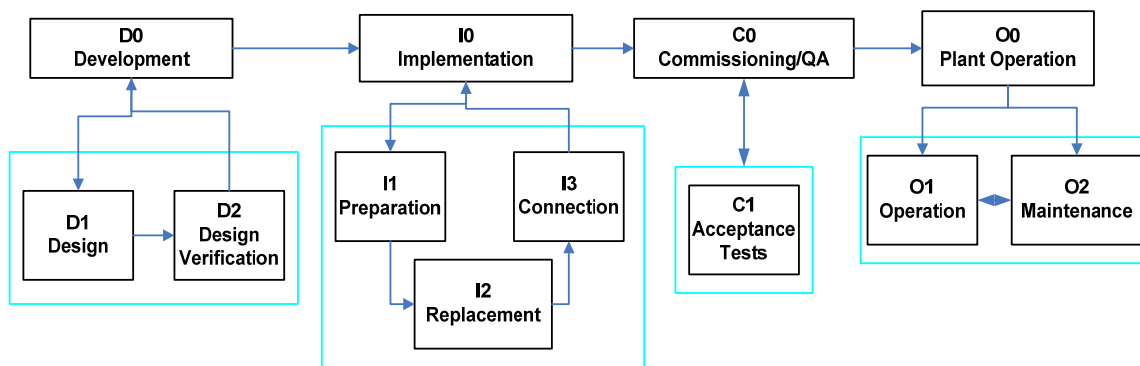 D0
Development
I0
Implementation
C0
Commissioning/QA
O0
Plant Operation
D1
Design
D2
Design
Verification
I1
Preparation
I2
Replacement
I3
Connection
C1
Acceptance
Tests
O1
Operation
O2
Maintenance